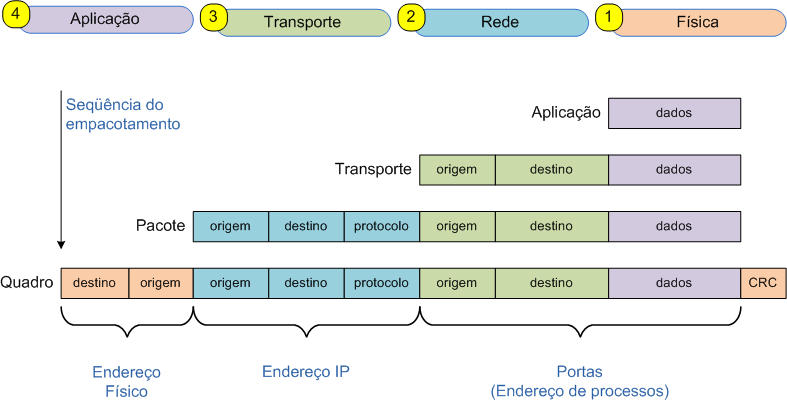 4 Aplicação 3 Transporte 2 Rede 1 Física
Seqüência do
empacotamento
Aplicação dados
Transporte origem destino dados
Pacote origem destino protocolo origem destino dados
Quadro destino origem origem destino protocolo origem destino dados CRC
Endereço
Físico
Endereço IP
Portas
(Endereço de processos)